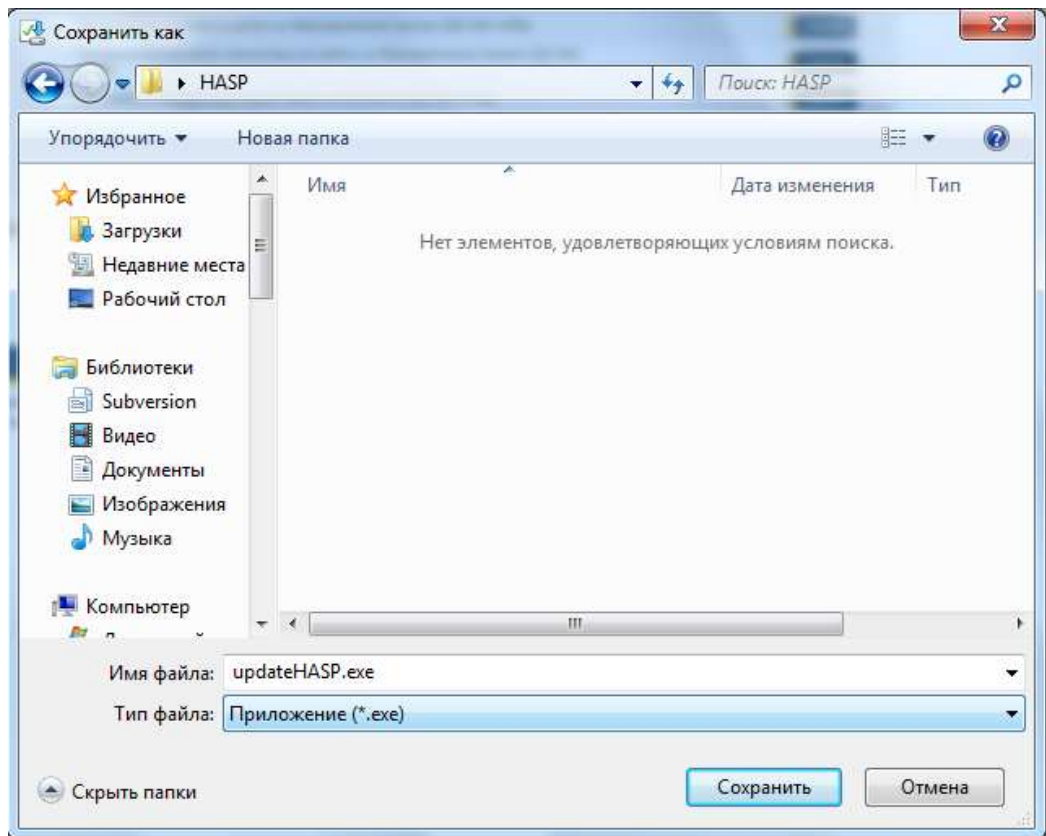 Сохранить как
HASP
Поиск: HASP
Упорядочить Новая папка
Имя Дата изменения Тип
Нет элементов, удовлетворяющих условиям поиска.
Избранное
Загрузки
Недавние места
Рабочий стол
Библиотеки
Subversion
Видео
Документы
Изображения
Музыка
Компьютер
Имя файла: updateHASP.exe
Тип файла: Приложение (*.exe)
Скрыть папки Сохранить Отмена